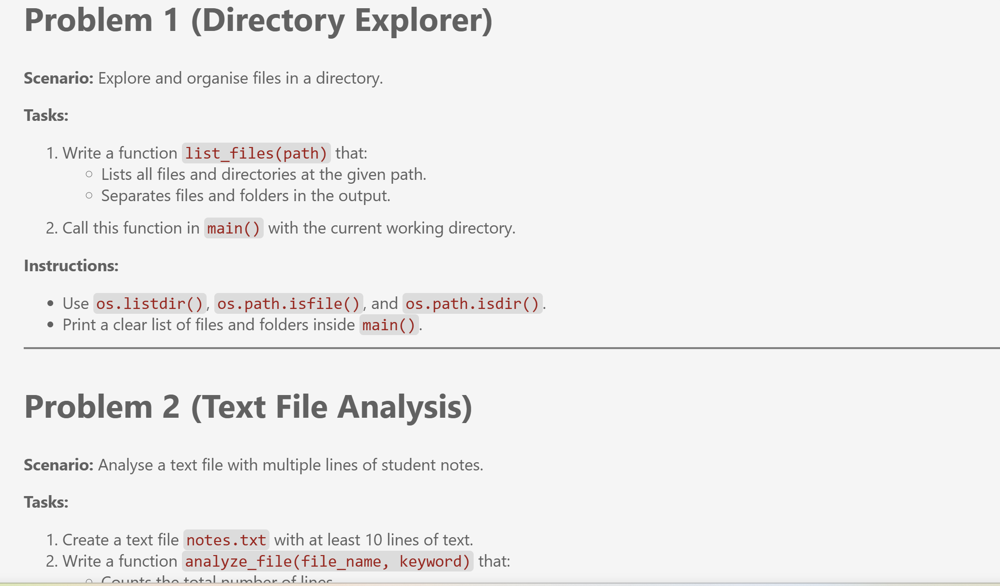 Problem 1 (Directory Explorer)
Scenario: Explore and organise files in a directory.
Tasks:
1. Write a function list_files(path) that:
○ Lists all files and directories at the given path.
○ Separates files and folders in the output.
2. Call this function in main() with the current working directory.
Instructions:
• Use os.listdir(), os.path.isfile(), and os.path.isdir().
• Print a clear list of files and folders inside main().
Problem 2 (Text File Analysis)
Scenario: Analyse a text file with multiple lines of student notes.
Tasks:
1. Create a text file notes.txt with at least 10 lines of text.
2. Write a function analyze_file(file_name, keyword) that:
○ Counts the total number of lines